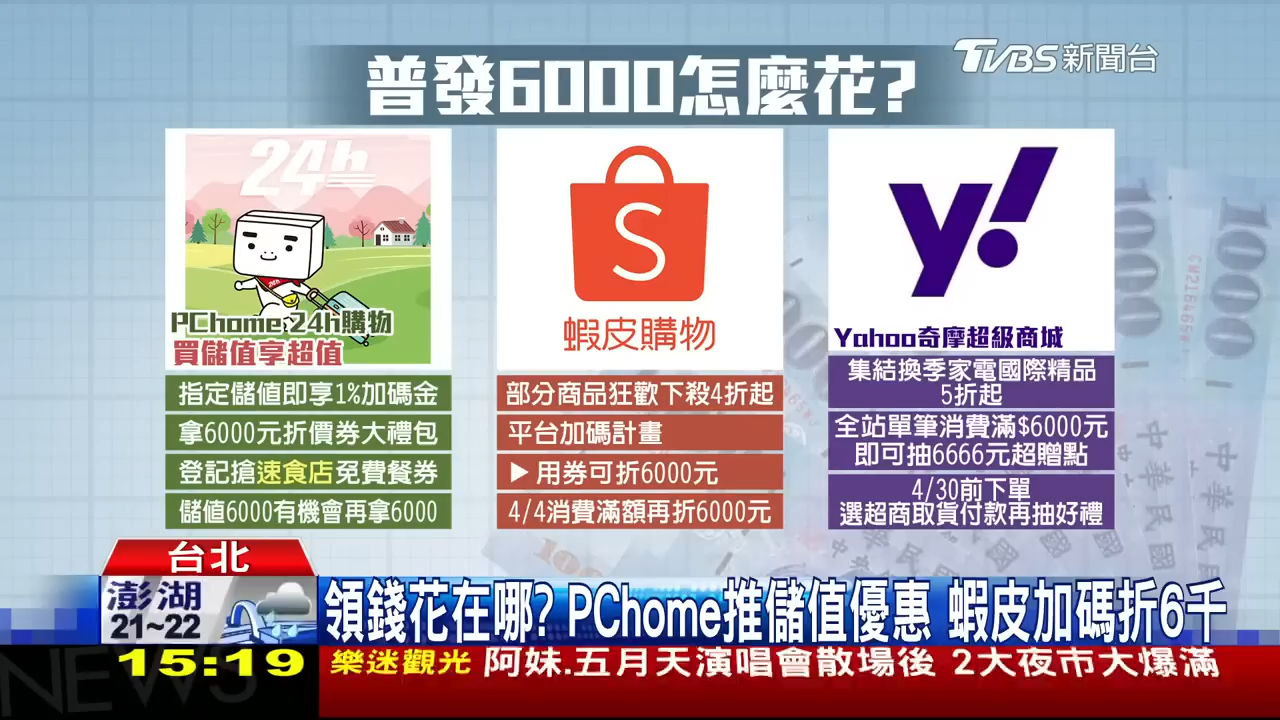 普發6000怎麼花?
TVBS新聞台
24h
PChome 24h購物
買儲值享超值
指定儲值即享1%加碼金
拿6000元折價券大禮包
登記搶速食店免費餐券
儲值6000有機會再拿6000
S
蝦皮購物
部分商品狂歡下殺4折起
平台加碼計畫
▶用券可折6000元
4/4消費滿額再折6000元
y!
Yahoo奇摩超級商城
集結換季家電國際精品
5折起
全站單筆消費滿$6000元
即可抽6666元超贈點
4/30前下單
選超商取貨付款再抽好禮
1000
1000
中華民國
中華民國
台北
澎湖
21~22
領錢花在哪? PChome推儲值優惠 蝦皮加碼折6千
NEWS
15:19
樂迷觀光 阿妹.五月天演唱會散場後 2大夜市大爆滿